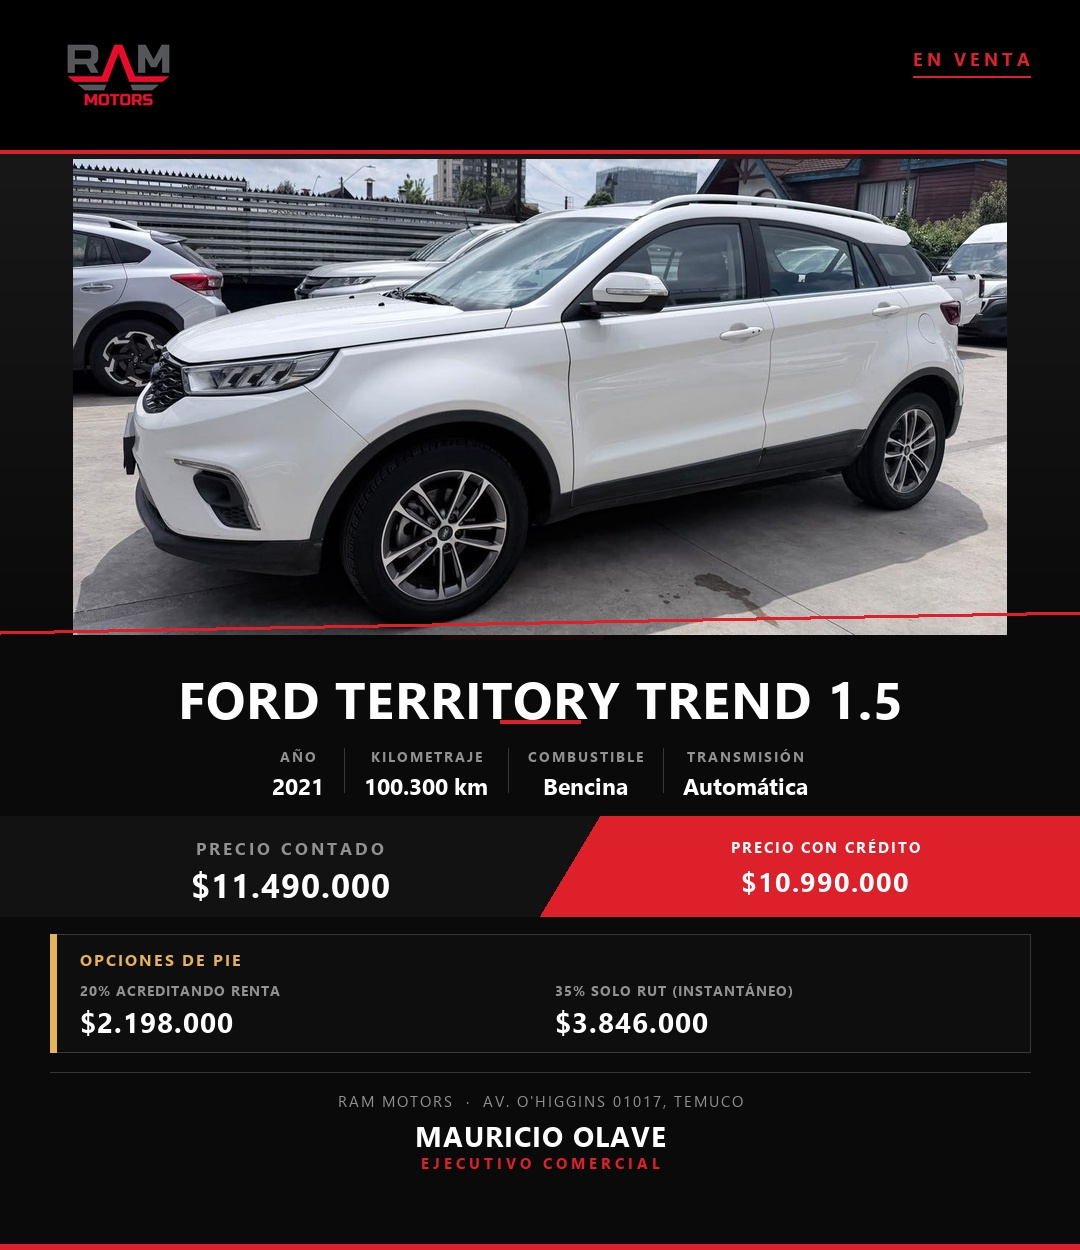 RAM
MOTORS
EN VENTA
FORD TERRITORY TREND 1.5
AÑO
2021
KILOMETRAJE
100.300 km
COMBUSTIBLE
Bencina
TRANSMISIÓN
Automática
PRECIO CONTADO
$11.490.000
PRECIO CON CRÉDITO
$10.990.000
OPCIONES DE PIE
20% ACREDITANDO RENTA
$2.198.000
35% SOLO RUT (INSTANTÁNEO)
$3.846.000
RAM MOTORS · AV. O'HIGGINS 01017, TEMUCO
MAURICIO OLAVE
EJECUTIVO COMERCIAL